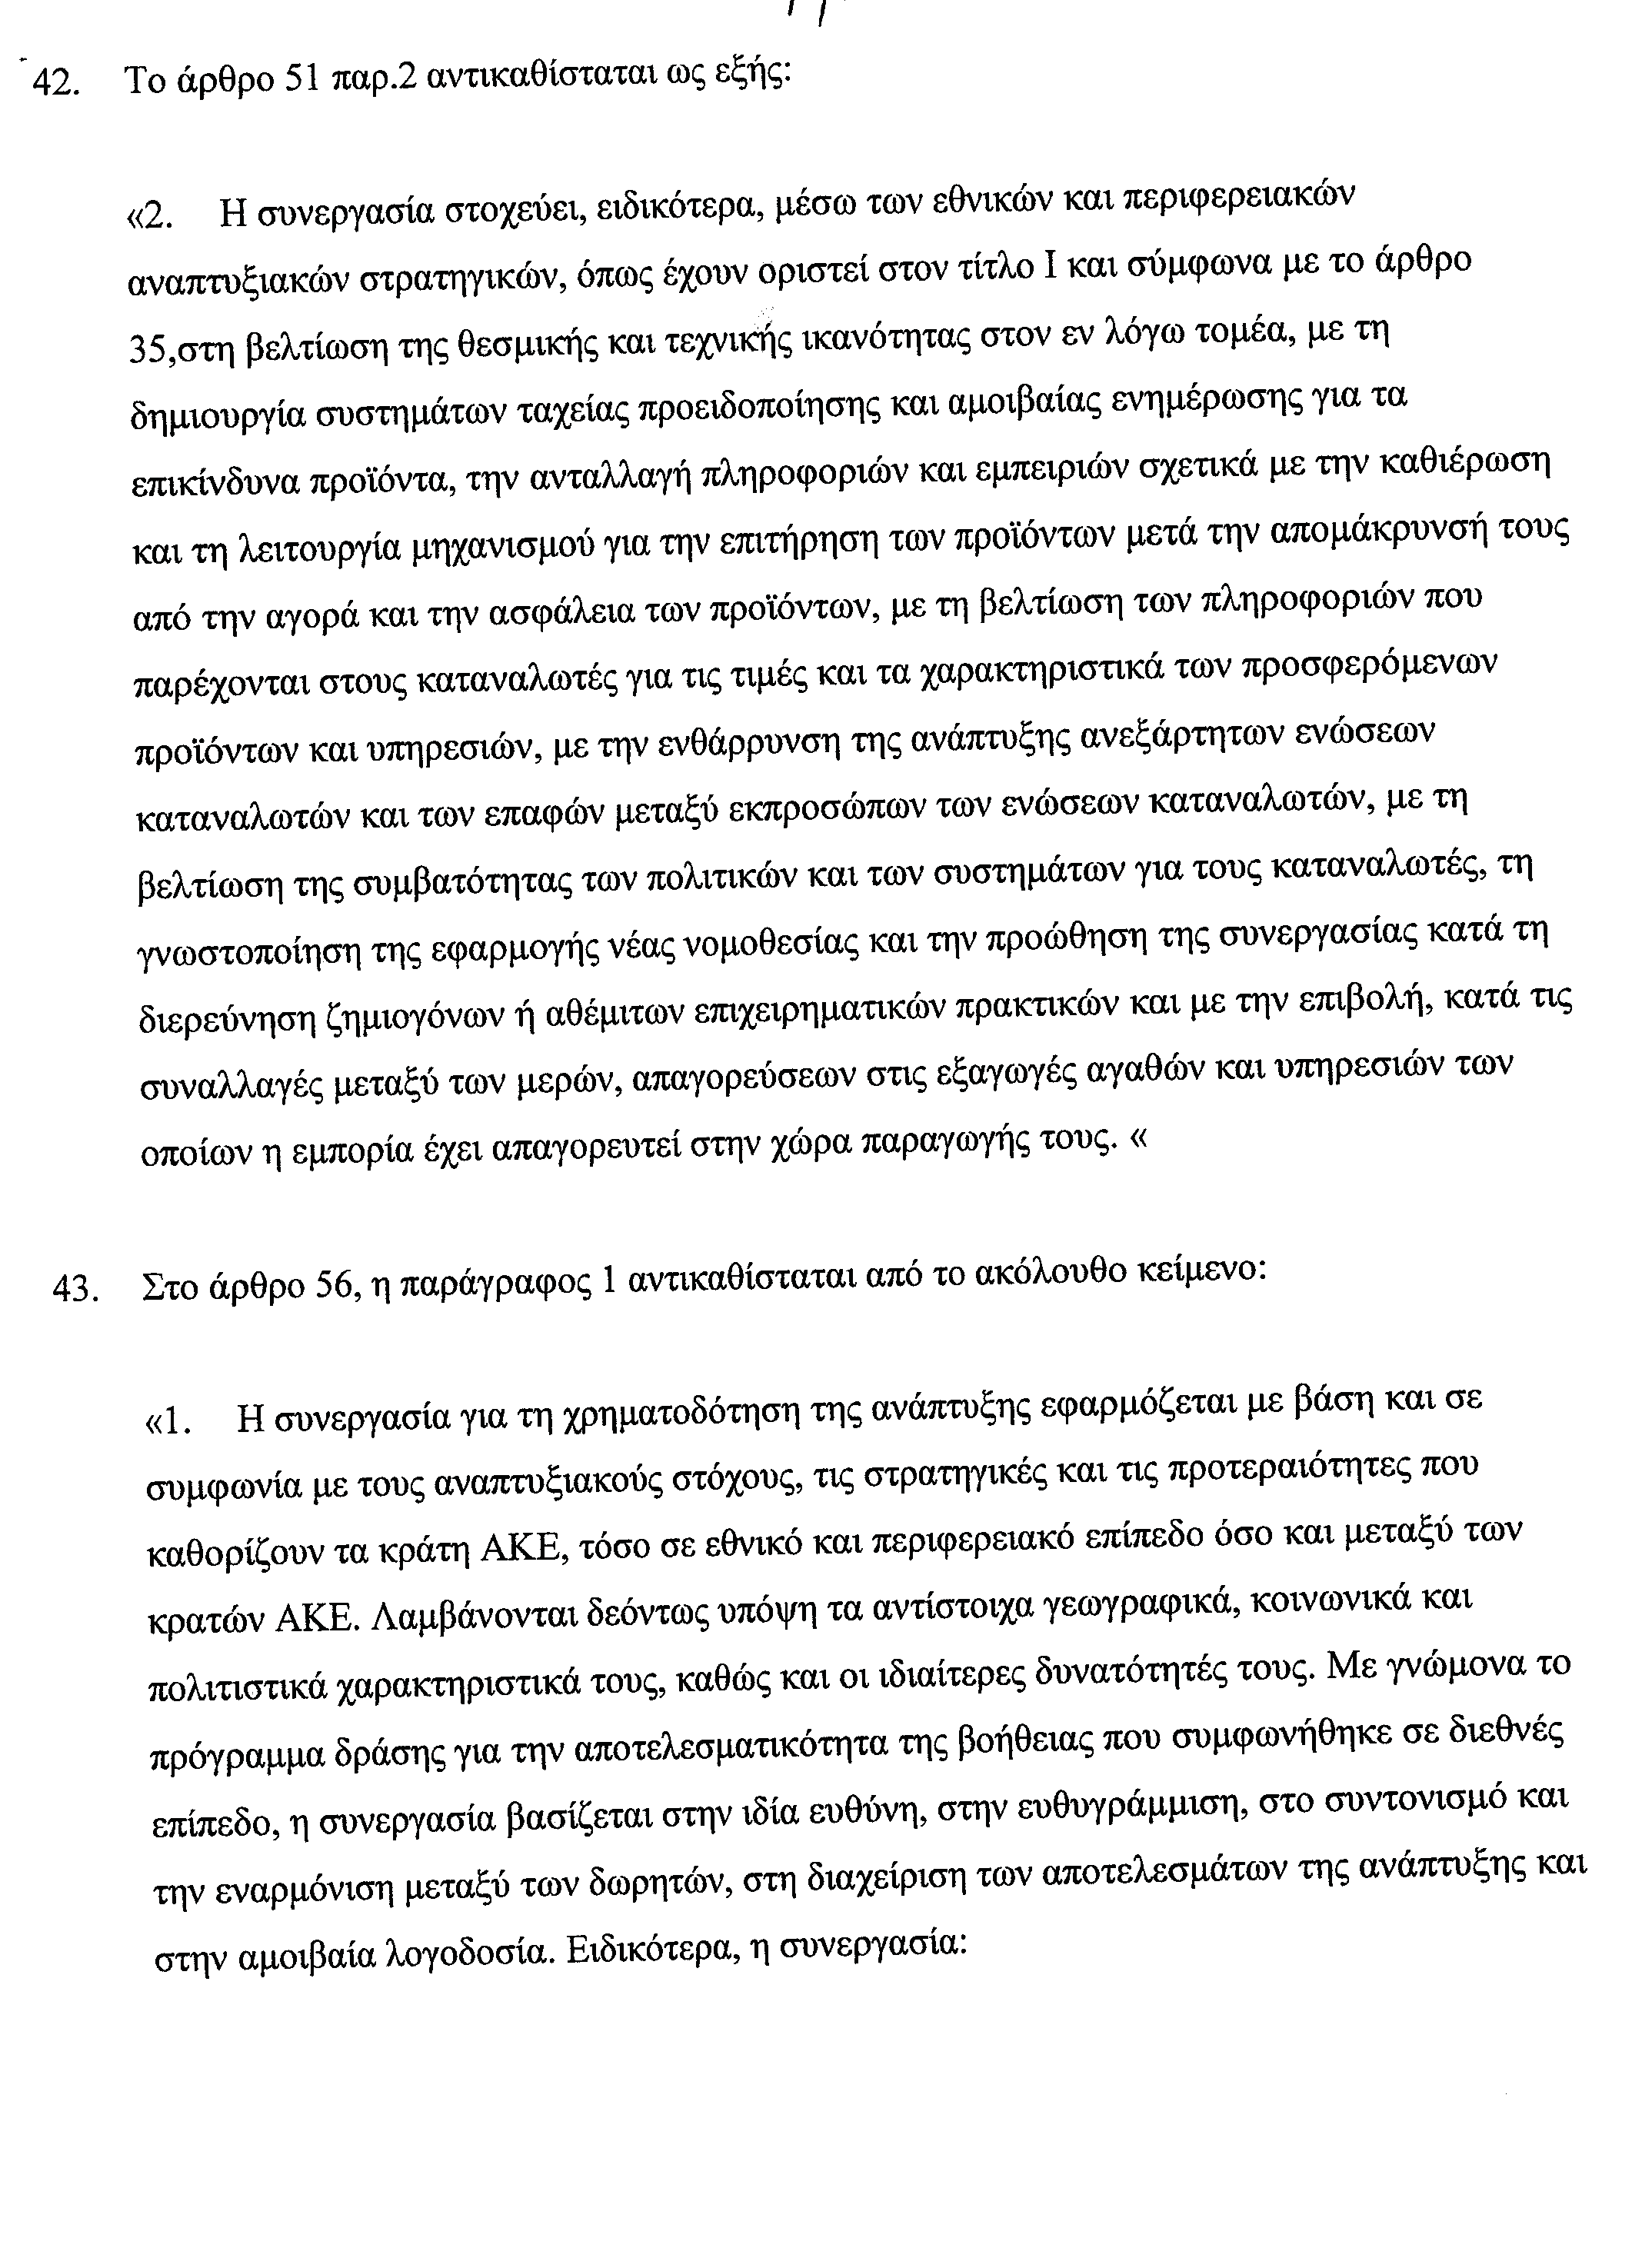 42. Το άρθρο 51 παρ.2 αντικαθίσταται ως εξής:
«2. Η συνεργασία στοχεύει, ειδικότερα, μέσω των εθνικών και περιφερειακών
αναπτυξιακών στρατηγικών, όπως έχουν οριστεί στον τίτλο Ι και σύμφωνα με το άρθρο
35,στη βελτίωση της θεσμικής και τεχνικής ικανότητας στον εν λόγω τομέα, με τη
δημιουργία συστημάτων ταχείας προειδοποίησης και αμοιβαίας ενημέρωσης για τα
επικίνδυνα προϊόντα, την ανταλλαγή πληροφοριών και εμπειριών σχετικά με την καθιέρωση
και τη λειτουργία μηχανισμού για την επιτήρηση των προϊόντων μετά την απομάκρυνσή τους
από την αγορά και την ασφάλεια των προϊόντων, με τη βελτίωση των πληροφοριών που
παρέχονται στους καταναλωτές για τις τιμές και τα χαρακτηριστικά των προσφερόμενων
προϊόντων και υπηρεσιών, με την ενθάρρυνση της ανάπτυξης ανεξάρτητων ενώσεων
καταναλωτών και των επαφών μεταξύ εκπροσώπων των ενώσεων καταναλωτών, με τη
βελτίωση της συμβατότητας των πολιτικών και των συστημάτων για τους καταναλωτές, τη
γνωστοποίηση της εφαρμογής νέας νομοθεσίας και την προώθηση της συνεργασίας κατά τη
διερεύνηση ζημιογόνων ή αθέμιτων επιχειρηματικών πρακτικών και με την επιβολή, κατά τις
συναλλαγές μεταξύ των μερών, απαγορεύσεων στις εξαγωγές αγαθών και υπηρεσιών των
οποίων η εμπορία έχει απαγορευτεί στην χώρα παραγωγής τους. «
43. Στο άρθρο 56, η παράγραφος 1 αντικαθίσταται από το ακόλουθο κείμενο:
«1. Η συνεργασία για τη χρηματοδότηση της ανάπτυξης εφαρμόζεται με βάση και σε
συμφωνία με τους αναπτυξιακούς στόχους, τις στρατηγικές και τις προτεραιότητες που
καθορίζουν τα κράτη ΑΚΕ, τόσο σε εθνικό και περιφερειακό επίπεδο όσο και μεταξύ των
κρατών ΑΚΕ. Λαμβάνονται δεόντως υπόψη τα αντίστοιχα γεωγραφικά, κοινωνικά και
πολιτιστικά χαρακτηριστικά τους, καθώς και οι ιδιαίτερες δυνατότητές τους. Με γνώμονα το
πρόγραμμα δράσης για την αποτελεσματικότητα της βοήθειας που συμφωνήθηκε σε διεθνές
επίπεδο, η συνεργασία βασίζεται στην ιδία ευθύνη, στην ευθυγράμμιση, στο συντονισμό και
την εναρμόνιση μεταξύ των δωρητών, στη διαχείριση των αποτελεσμάτων της ανάπτυξης και
στην αμοιβαία λογοδοσία. Ειδικότερα, η συνεργασία: